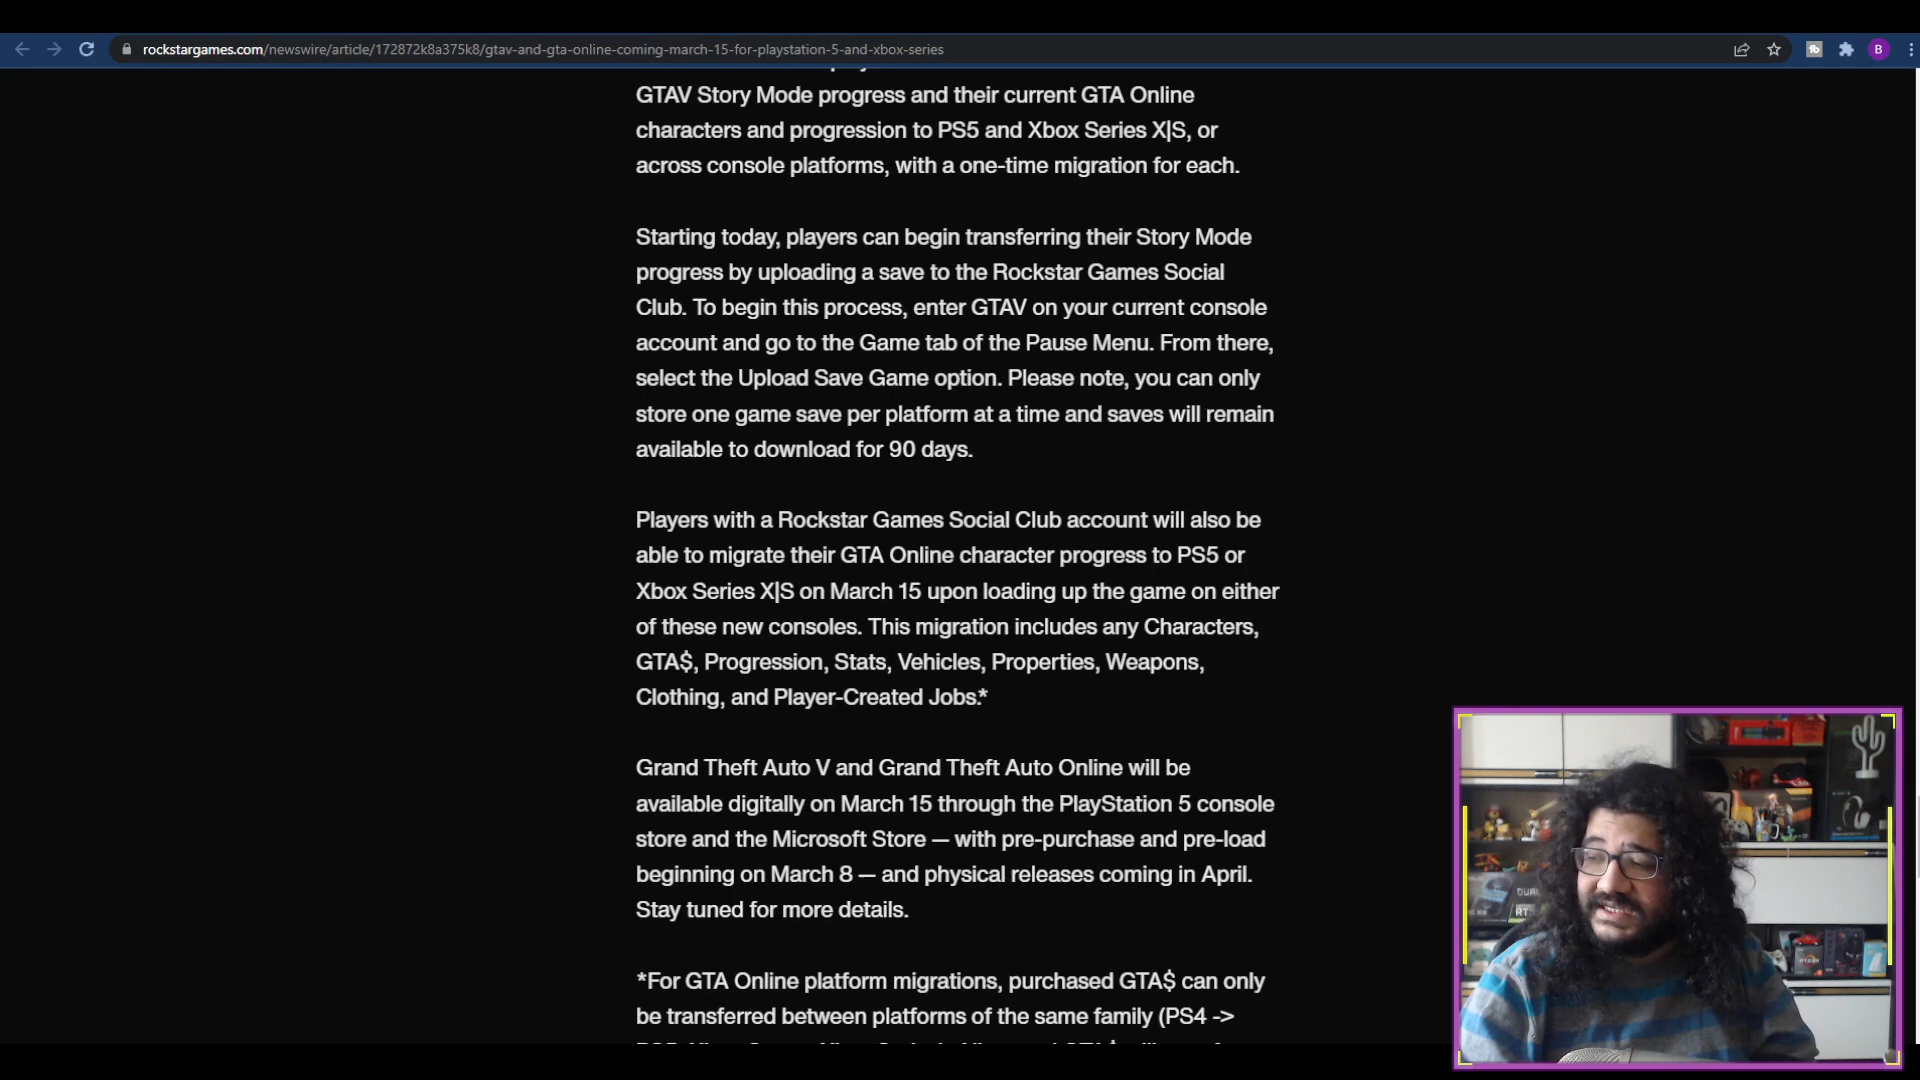 rockstargames.com/newswire/article/172872k8a375k8/gtav-and-gta-online-coming-march-15-for-playstation-5-and-xbox-series
B
GTAV Story Mode progress and their current GTA Online
characters and progression to PS5 and Xbox Series X|S, or
across console platforms, with a one-time migration for each.
Starting today, players can begin transferring their Story Mode
progress by uploading a save to the Rockstar Games Social
Club. To begin this process, enter GTAV on your current console
account and go to the Game tab of the Pause Menu. From there,
select the Upload Save Game option. Please note, you can only
store one game save per platform at a time and saves will remain
available to download for 90 days.
Players with a Rockstar Games Social Club account will also be
able to migrate their GTA Online character progress to PS5 or
Xbox Series X|S on March 15 upon loading up the game on either
of these new consoles. This migration includes any Characters,
GTA$, Progression, Stats, Vehicles, Properties, Weapons,
Clothing, and Player-Created Jobs.*
Grand Theft Auto V and Grand Theft Auto Online will be
available digitally on March 15 through the PlayStation 5 console
store and the Microsoft Store — with pre-purchase and pre-load
beginning on March 8 — and physical releases coming in April.
Stay tuned for more details.
*For GTA Online platform migrations, purchased GTA$ can only
be transferred between platforms of the same family (PS4 ->